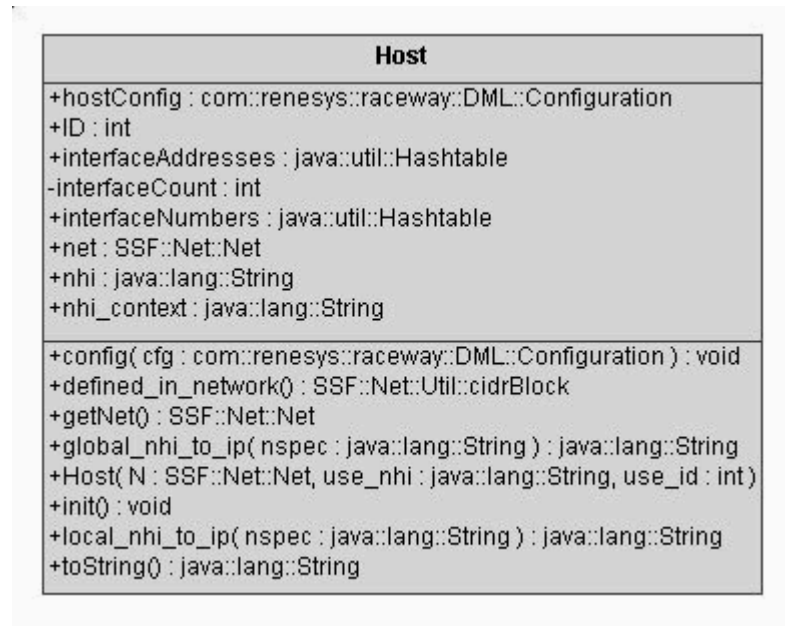 Host
+hostConfig : com::renesys::raceway::DML::Configuration
+ID : int
+interfaceAddresses : java::util::Hashtable
-interfaceCount : int
+interfaceNumbers : java::util::Hashtable
+net : SSF::Net::Net
+nhi : java::lang::String
+nhi_context : java::lang::String
+config( cfg : com::renesys::raceway::DML::Configuration ) : void
+defined_in_network() : SSF::Net::Util::cidrBlock
+getNet() : SSF::Net::Net
+global_nhi_to_ip( nspec : java::lang::String ) : java::lang::String
+Host( N : SSF::Net::Net, use_nhi : java::lang::String, use_id : int )
+init() : void
+local_nhi_to_ip( nspec : java::lang::String ) : java::lang::String
+toString() : java::lang::String